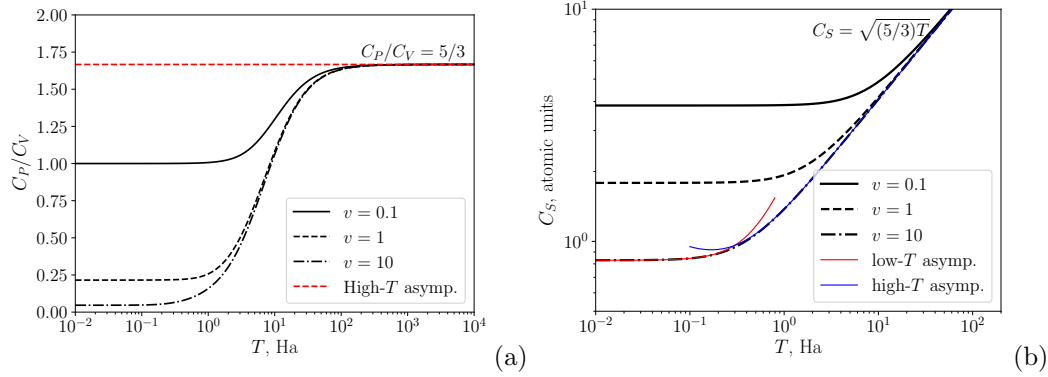 2.00
1.75
1.50
1.25
1.00
0.75
0.50
0.25
0.00
C_P/C_V
C_P/C_V = 5/3
v = 0.1
v = 1
v = 10
High-T asymp.
10^{-2}
10^{-1}
10^0
10^1
10^2
10^3
10^4
T, Ha
(a)
10^1
10^0
C_S, atomic units
C_S = \sqrt{(5/3)T}
v = 0.1
v = 1
v = 10
low-T asymp.
high-T asymp.
10^{-2}
10^{-1}
10^0
10^1
10^2
T, Ha
(b)